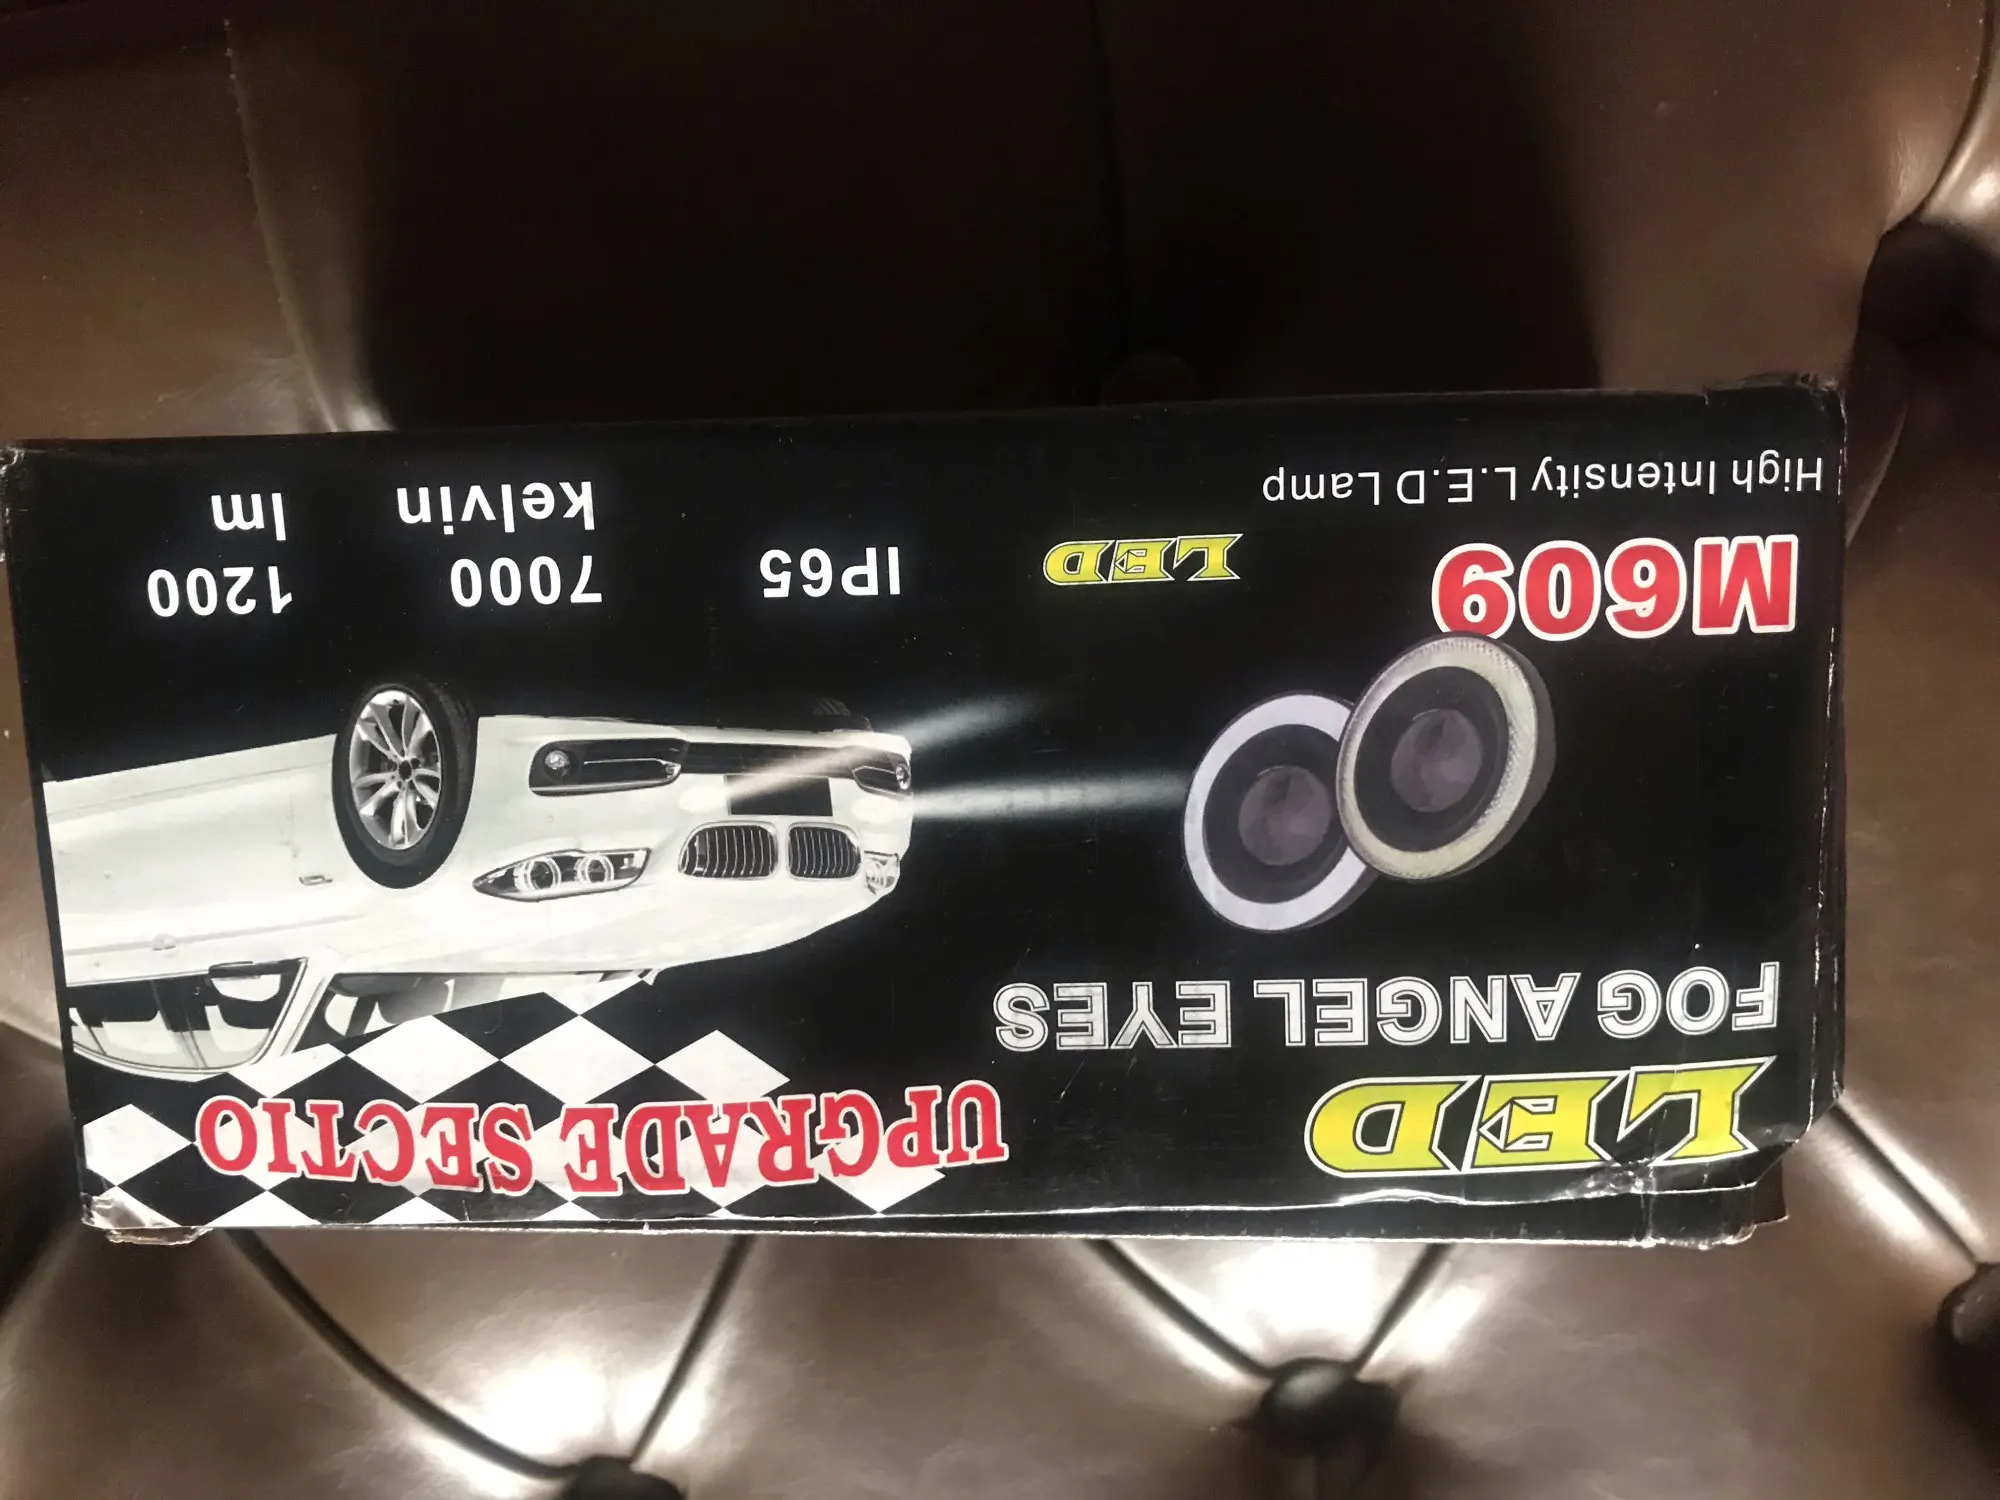 LED
UPGRADE SECTIO
FOG ANGEL EYES
M609
LED
IP65
7000
kelvin
1200
lm
High Intensity L.E.D Lamp